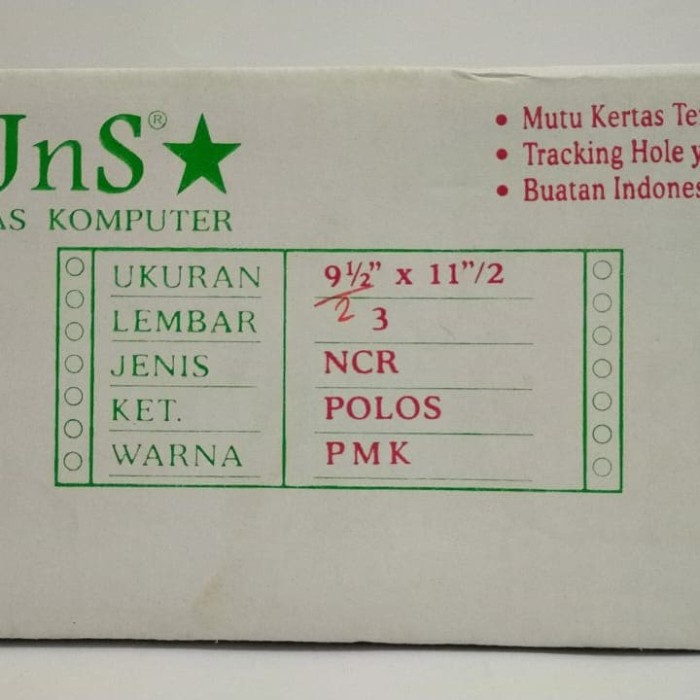 JnS®
AS KOMPUTER
• Mutu Kertas Te
• Tracking Hole y
• Buatan Indones
UKURAN 9½" x 11"/2
/2
LEMBAR 3
JENIS NCR
KET. POLOS
WARNA PMK